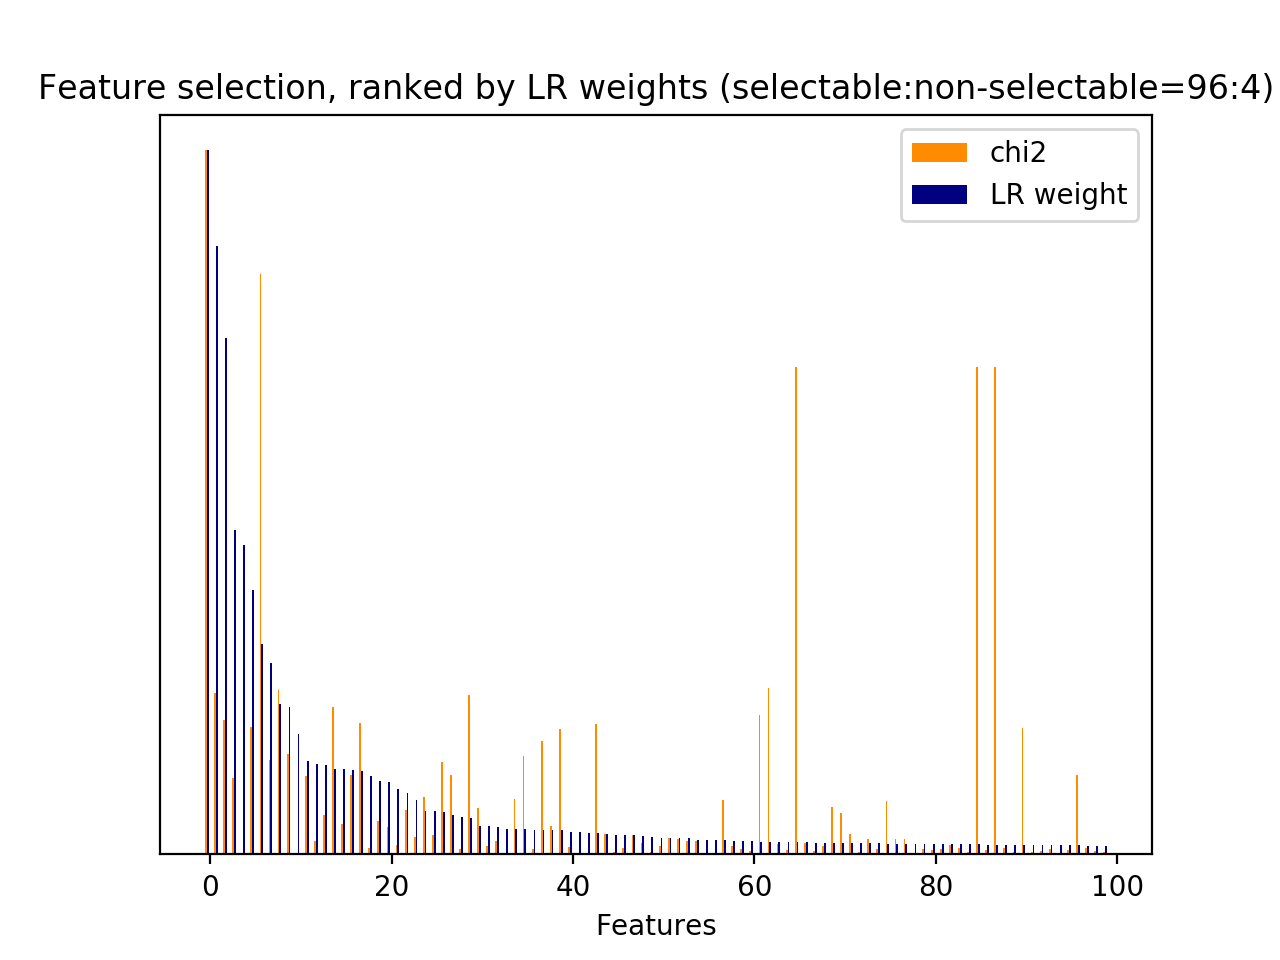 Feature selection, ranked by LR weights (selectable:non-selectable=96:4)
chi2
LR weight
0 20 40 60 80 100
Features